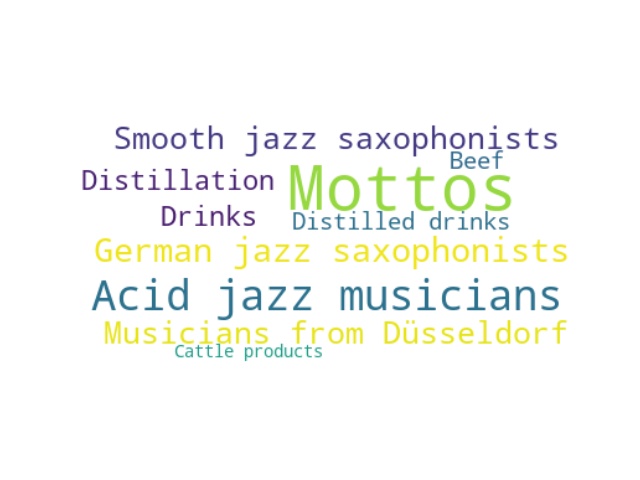 Smooth jazz saxophonists
Beef
Distillation
Mottos
Drinks
Distilled drinks
German jazz saxophonists
Acid jazz musicians
Musicians from Düsseldorf
Cattle products